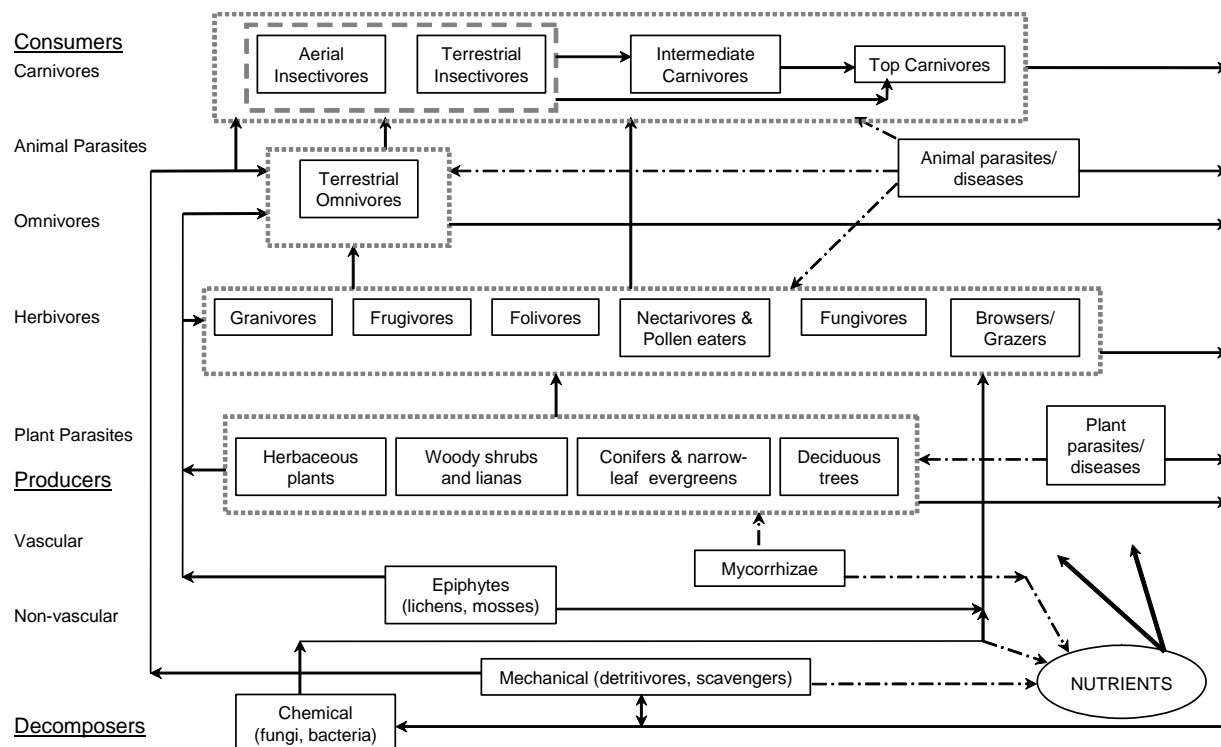 Consumers
Carnivores
Aerial
Insectivores
Terrestrial
Insectivores
Intermediate
Carnivores
Top Carnivores
Animal Parasites
Animal parasites/
diseases
Terrestrial
Omnivores
Omnivores
Herbivores
Granivores
Frugivores
Folivores
Nectarivores &
Pollen eaters
Fungivores
Browsers/
Grazers
Plant Parasites
Plant
parasites/
diseases
Producers
Herbaceous
plants
Woody shrubs
and lianas
Conifers & narrow-
leaf evergreens
Deciduous
trees
Vascular
Mycorrhizae
Epiphytes
(lichens, mosses)
Non-vascular
Mechanical (detritivores, scavengers)
NUTRIENTS
Decomposers
Chemical
(fungi, bacteria)